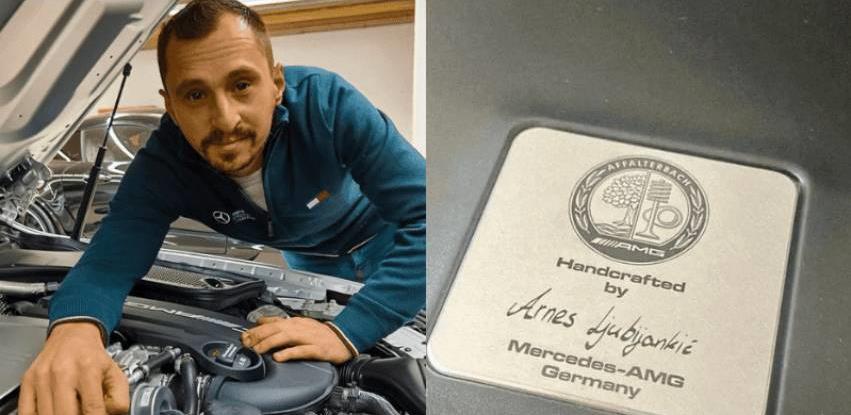 AFFALTERBACH
AMG
Handcrafted
by
Arnes Ljubijankić
Mercedes-AMG
Germany